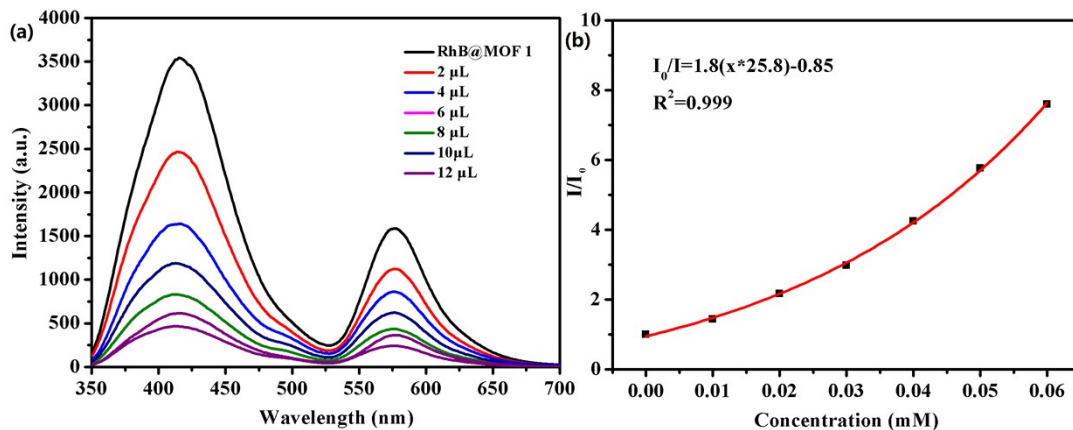 (a)
4000
3500
3000
2500
2000
1500
1000
500
0
Intensity (a.u.)
RhB@MOF 1
2 μL
4 μL
6 μL
8 μL
10μL
12 μL
350 400 450 500 550 600 650 700
Wavelength (nm)
(b)
10
8
6
4
2
0
I/I₀
I₀/I=1.8(x*25.8)-0.85
R²=0.999
0.00 0.01 0.02 0.03 0.04 0.05 0.06
Concentration (mM)